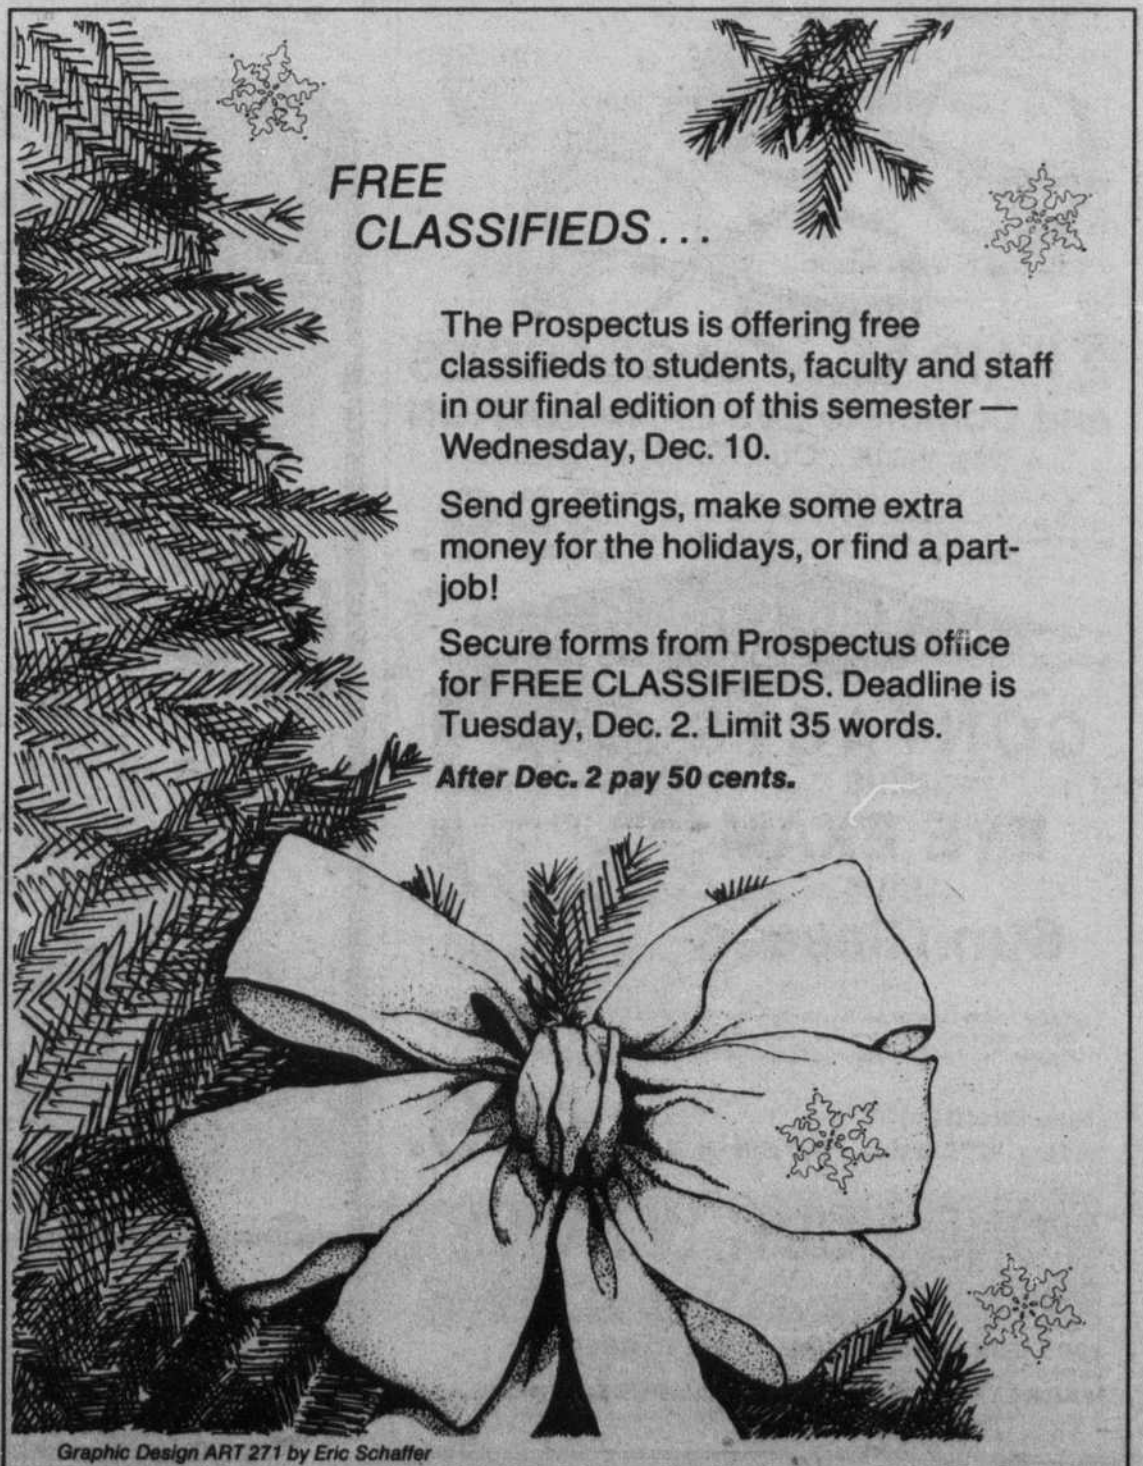 FREE
CLASSIFIEDS...
The Prospectus is offering free
classifieds to students, faculty and staff
in our final edition of this semester —
Wednesday, Dec. 10.
Send greetings, make some extra
money for the holidays, or find a part-
job!
Secure forms from Prospectus office
for FREE CLASSIFIEDS. Deadline is
Tuesday, Dec. 2. Limit 35 words.
After Dec. 2 pay 50 cents.
Graphic Design ART 271 by Eric Schaffer